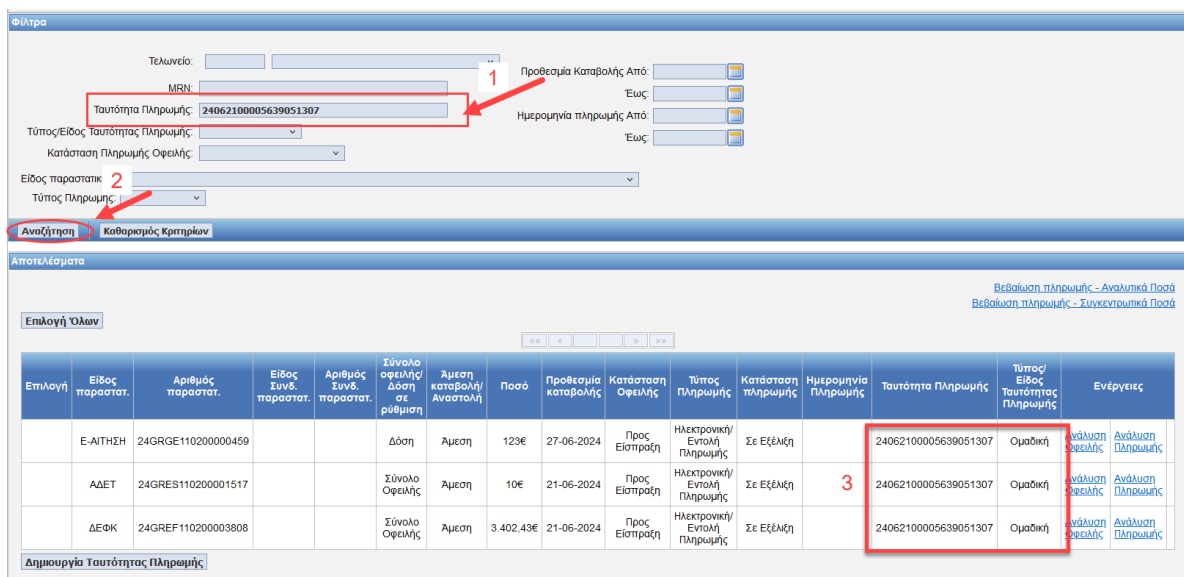 Φίλτρα
Τελωνείο:
MRN:
Ταυτότητα Πληρωμής: 24062100005639051307
Τύπος/Είδος Ταυτότητας Πληρωμής:
Κατάσταση Πληρωμής Οφειλής:
Προθεσμία Καταβολής Από:
Έως:
Ημερομηνία πληρωμής Από:
Έως:
1
Είδος παραστατικ
2
Τύπος Πληρωμής:
Αναζήτηση Καθαρισμός Κριτηρίων
Αποτελέσματα
Βεβαίωση πληρωμής - Αναλυτικά Ποσά
Βεβαίωση πληρωμής - Συγκεντρωτικά Ποσά
Επιλογή Όλων
«« « » »»
Επιλογή Είδος παραστατ. Αριθμός παραστατ. Είδος Συνδ. παραστατ. Αριθμός Συνδ. παραστατ. Σύνολο οφειλής/ Δόση σε ρύθμιση Άμεση καταβολή/ Αναστολή Ποσό Προθεσμία καταβολής Κατάσταση Οφειλής Τύπος Πληρωμής Κατάσταση πληρωμής Ημερομηνία Πληρωμής Ταυτότητα Πληρωμής Τύπος/ Είδος Ταυτότητας Πληρωμής Ενέργειες
Ε-ΑΙΤΗΣΗ 24GRGE110200000459 Δόση Άμεση 123€ 27-06-2024 Προς Είσπραξη Ηλεκτρονική/ Εντολή Πληρωμής Σε Εξέλιξη 24062100005639051307 Ομαδική Ανάλυση Οφειλής Ανάλυση Πληρωμής
ΑΔΕΤ 24GRES110200001517 Σύνολο Οφειλής Άμεση 10€ 21-06-2024 Προς Είσπραξη Ηλεκτρονική/ Εντολή Πληρωμής Σε Εξέλιξη 3 24062100005639051307 Ομαδική Ανάλυση Οφειλής Ανάλυση Πληρωμής
ΔΕΦΚ 24GREF110200003808 Σύνολο Οφειλής Άμεση 3.402,43€ 21-06-2024 Προς Είσπραξη Ηλεκτρονική/ Εντολή Πληρωμής Σε Εξέλιξη 24062100005639051307 Ομαδική Ανάλυση Οφειλής Ανάλυση Πληρωμής
Δημιουργία Ταυτότητας Πληρωμής